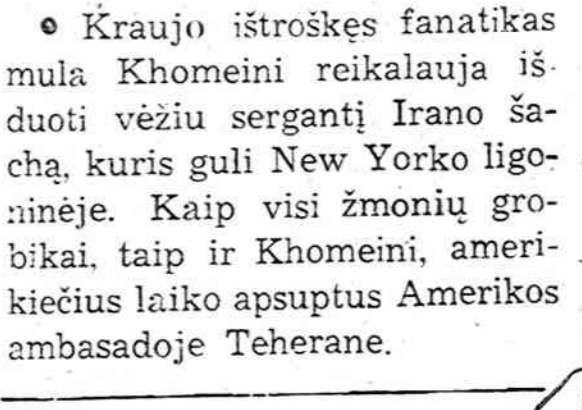 • Kraujo ištroškęs fanatikas
mula Khomeini reikalauja iš-
duoti vėžiu sergantį Irano ša-
chą, kuris guli New Yorko ligo-
ninėje. Kaip visi žmonių gro-
bikai, taip ir Khomeini, ameri-
kiečius laiko apsuptus Amerikos
ambasadoje Teherane.